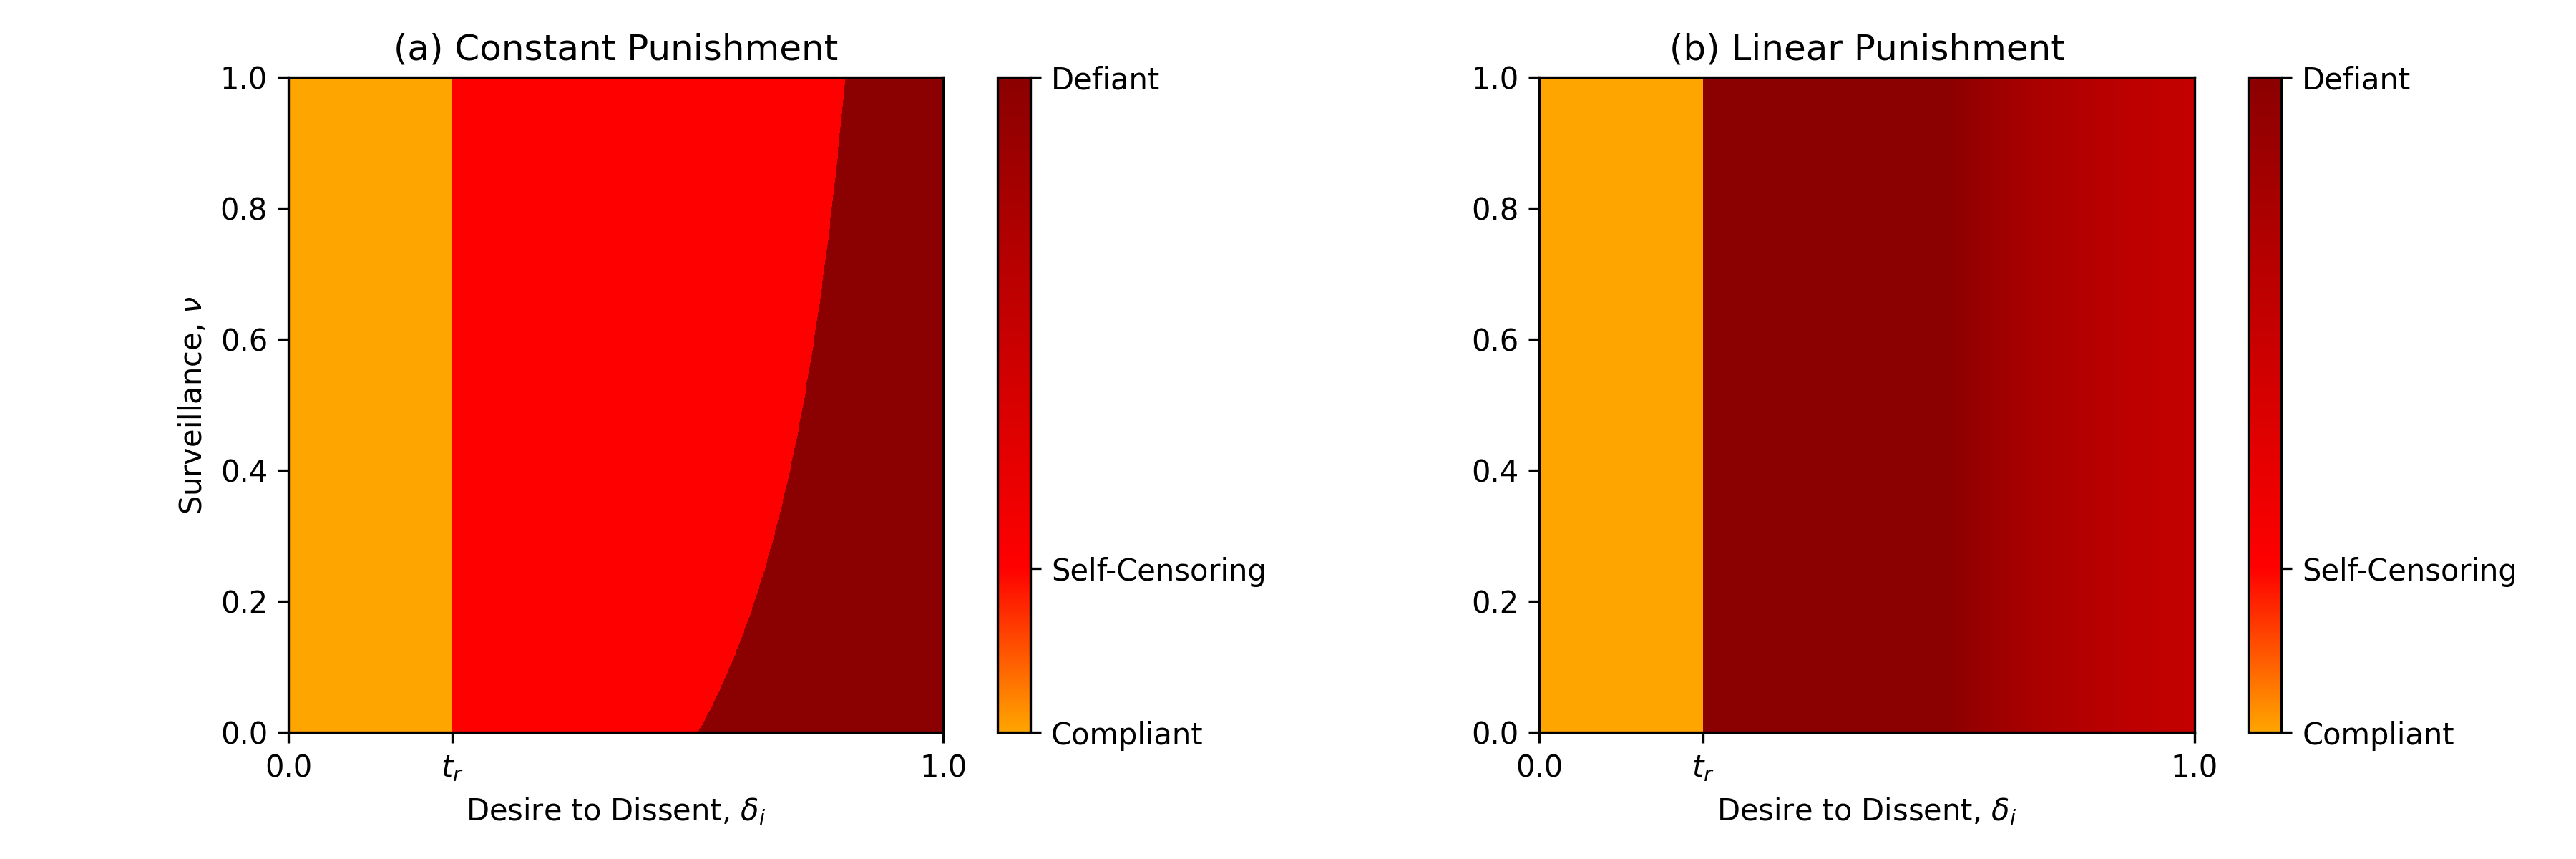 (a) Constant Punishment
1.0
0.8
0.6
0.4
0.2
0.0
Surveillance, ν
0.0
t_r
1.0
Desire to Dissent, δ_i
Defiant
Self-Censoring
Compliant
(b) Linear Punishment
1.0
0.8
0.6
0.4
0.2
0.0
0.0
t_r
1.0
Desire to Dissent, δ_i
Defiant
Self-Censoring
Compliant